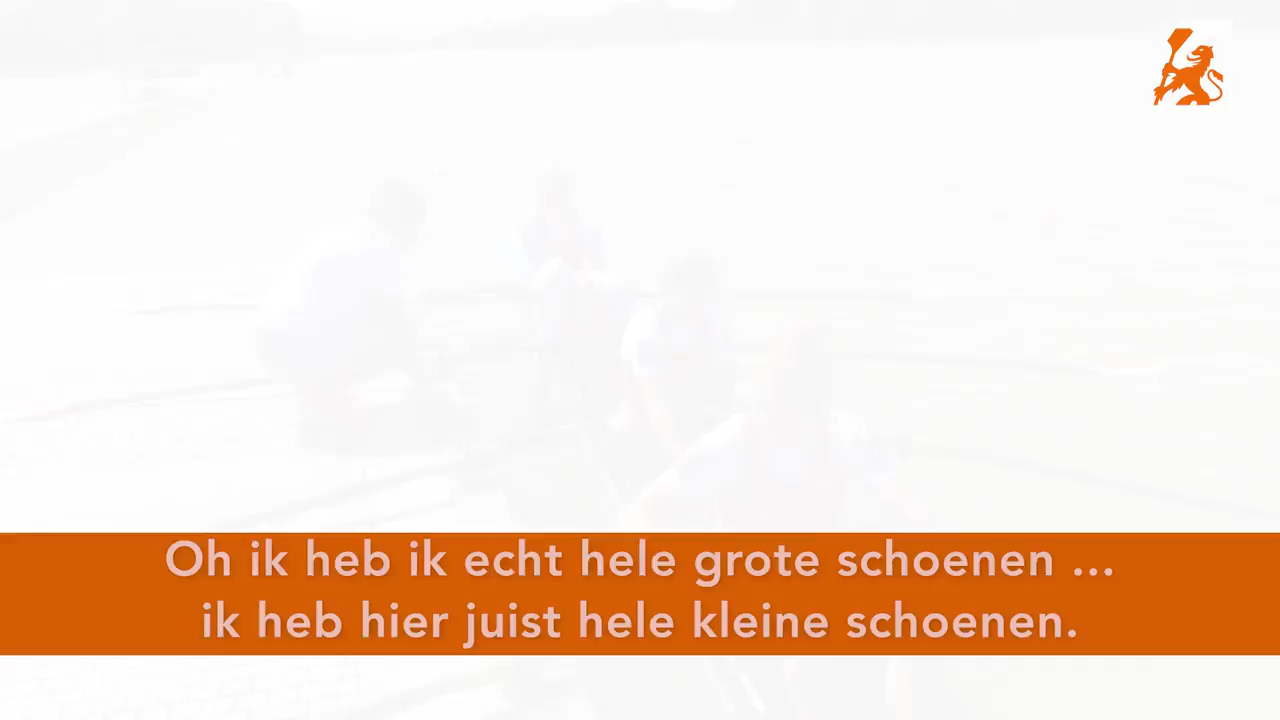 Oh ik heb ik echt hele grote schoenen ...
ik heb hier juist hele kleine schoenen.